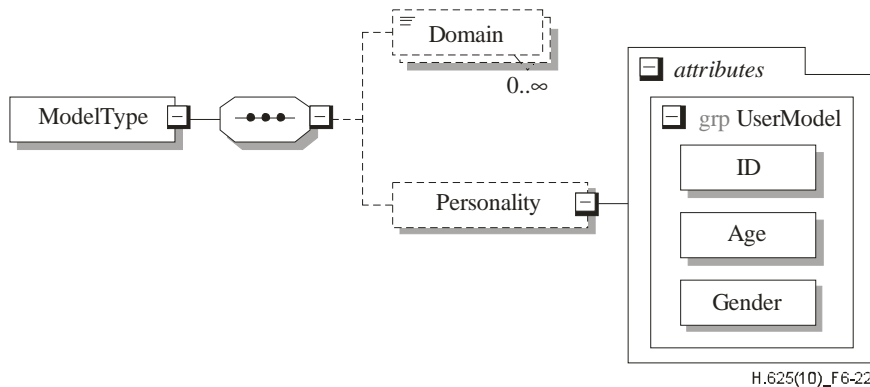 Domain
0..∞
attributes
ModelType
grp UserModel
ID
Personality
Age
Gender
H.625(10)_F6-22